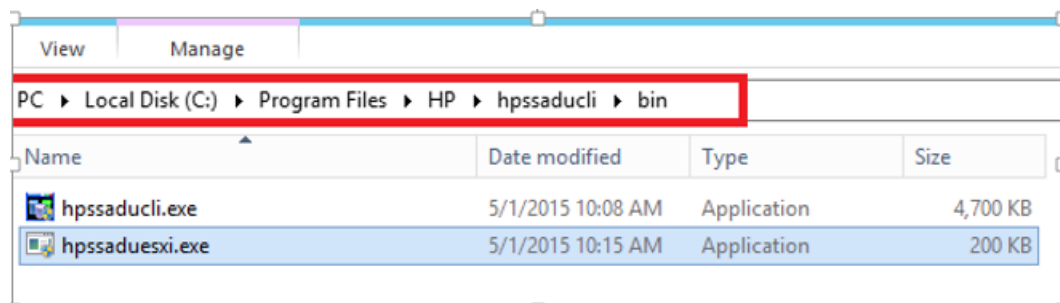 View Manage
PC ▸ Local Disk (C:) ▸ Program Files ▸ HP ▸ hpssaducli ▸ bin
Name Date modified Type Size
hpssaducli.exe 5/1/2015 10:08 AM Application 4,700 KB
hpssaduesxi.exe 5/1/2015 10:15 AM Application 200 KB